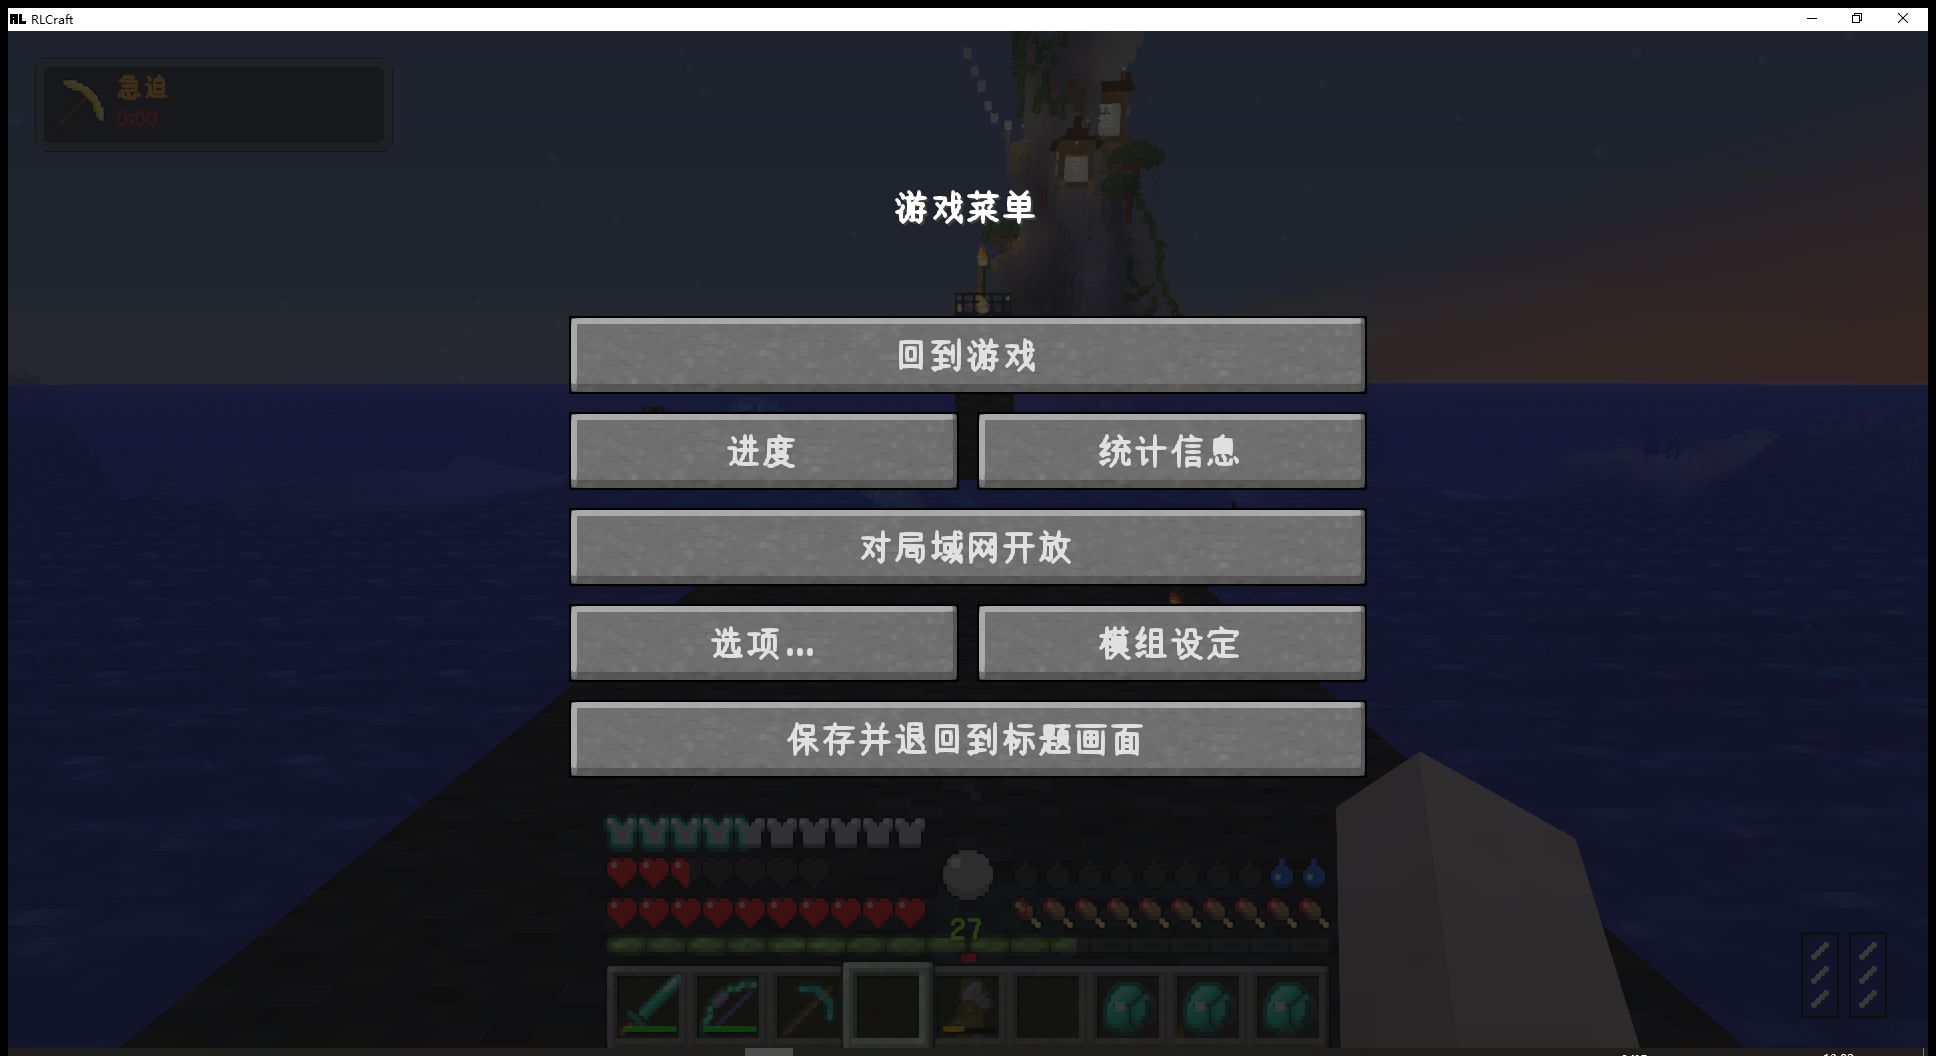 RLCraft
急迫
0:00
游戏菜单
回到游戏
进度
统计信息
对局域网开放
选项...
模组设定
保存并退回到标题画面
27